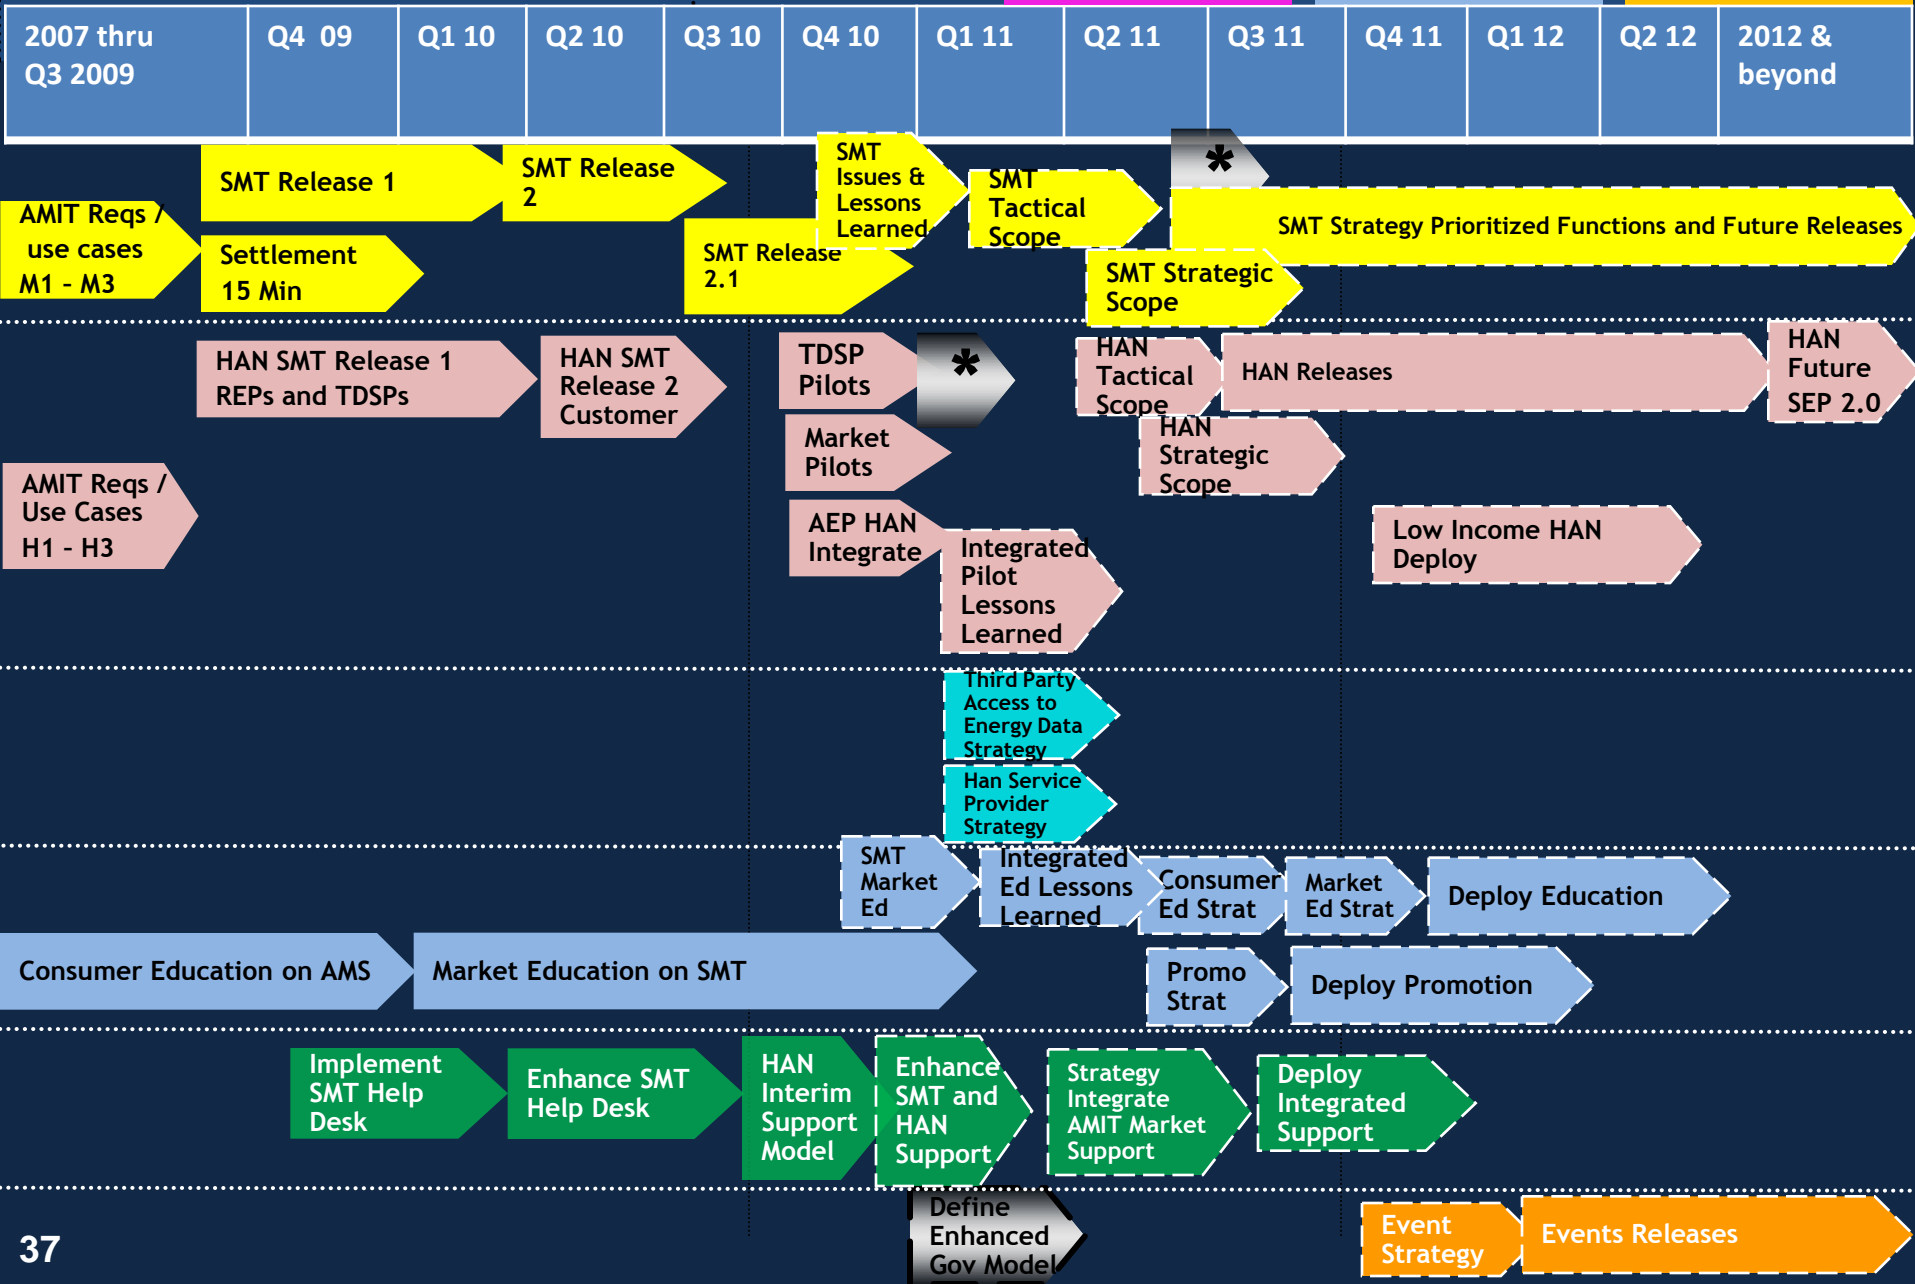 2007 thru
Q3 2009
Q4 09
Q1 10
Q2 10
Q3 10
Q4 10
Q1 11
Q2 11
Q3 11
Q4 11
Q1 12
Q2 12
2012 &
beyond
AMIT Reqs /
use cases
M1 – M3
SMT Release 1
Settlement
15 Min
SMT Release
2
SMT Release
2.1
SMT
Issues &
Lessons
Learned
SMT
Tactical
Scope
*
SMT Strategy Prioritized Functions and Future Releases
SMT Strategic
Scope
HAN SMT Release 1
REPs and TDSPs
HAN SMT
Release 2
Customer
TDSP
Pilots
*
HAN
Tactical
Scope
HAN Releases
HAN
Future
SEP 2.0
Market
Pilots
HAN
Strategic
Scope
AMIT Reqs /
Use Cases
H1 – H3
AEP HAN
Integrate
Integrated
Pilot
Lessons
Learned
Low Income HAN
Deploy
Third Party
Access to
Energy Data
Strategy
Han Service
Provider
Strategy
SMT
Market
Ed
Integrated
Ed Lessons
Learned
Consumer
Ed Strat
Market
Ed Strat
Deploy Education
Consumer Education on AMS
Market Education on SMT
Promo
Strat
Deploy Promotion
Implement
SMT Help
Desk
Enhance SMT
Help Desk
HAN
Interim
Support
Model
Enhance
SMT and
HAN
Support
Strategy
Integrate
AMIT Market
Support
Deploy
Integrated
Support
Define
Enhanced
Gov Model
Event
Strategy
Events Releases
37